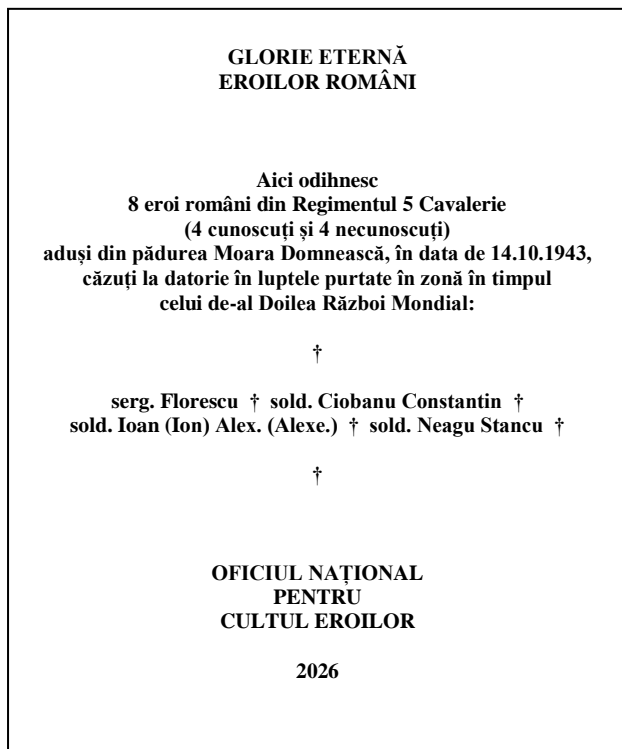 GLORIE ETERNĂ
EROILOR ROMÂNI
Aici odihnesc
8 eroi români din Regimentul 5 Cavalerie
(4 cunoscuți și 4 necunoscuți)
aduși din pădurea Moara Domnească, în data de 14.10.1943,
căzuți la datorie în luptele purtate în zonă în timpul
celui de-al Doilea Război Mondial:
†
serg. Florescu † sold. Ciobanu Constantin †
sold. Ioan (Ion) Alex. (Alexe.) † sold. Neagu Stancu †
†
OFICIUL NAȚIONAL
PENTRU
CULTUL EROILOR
2026